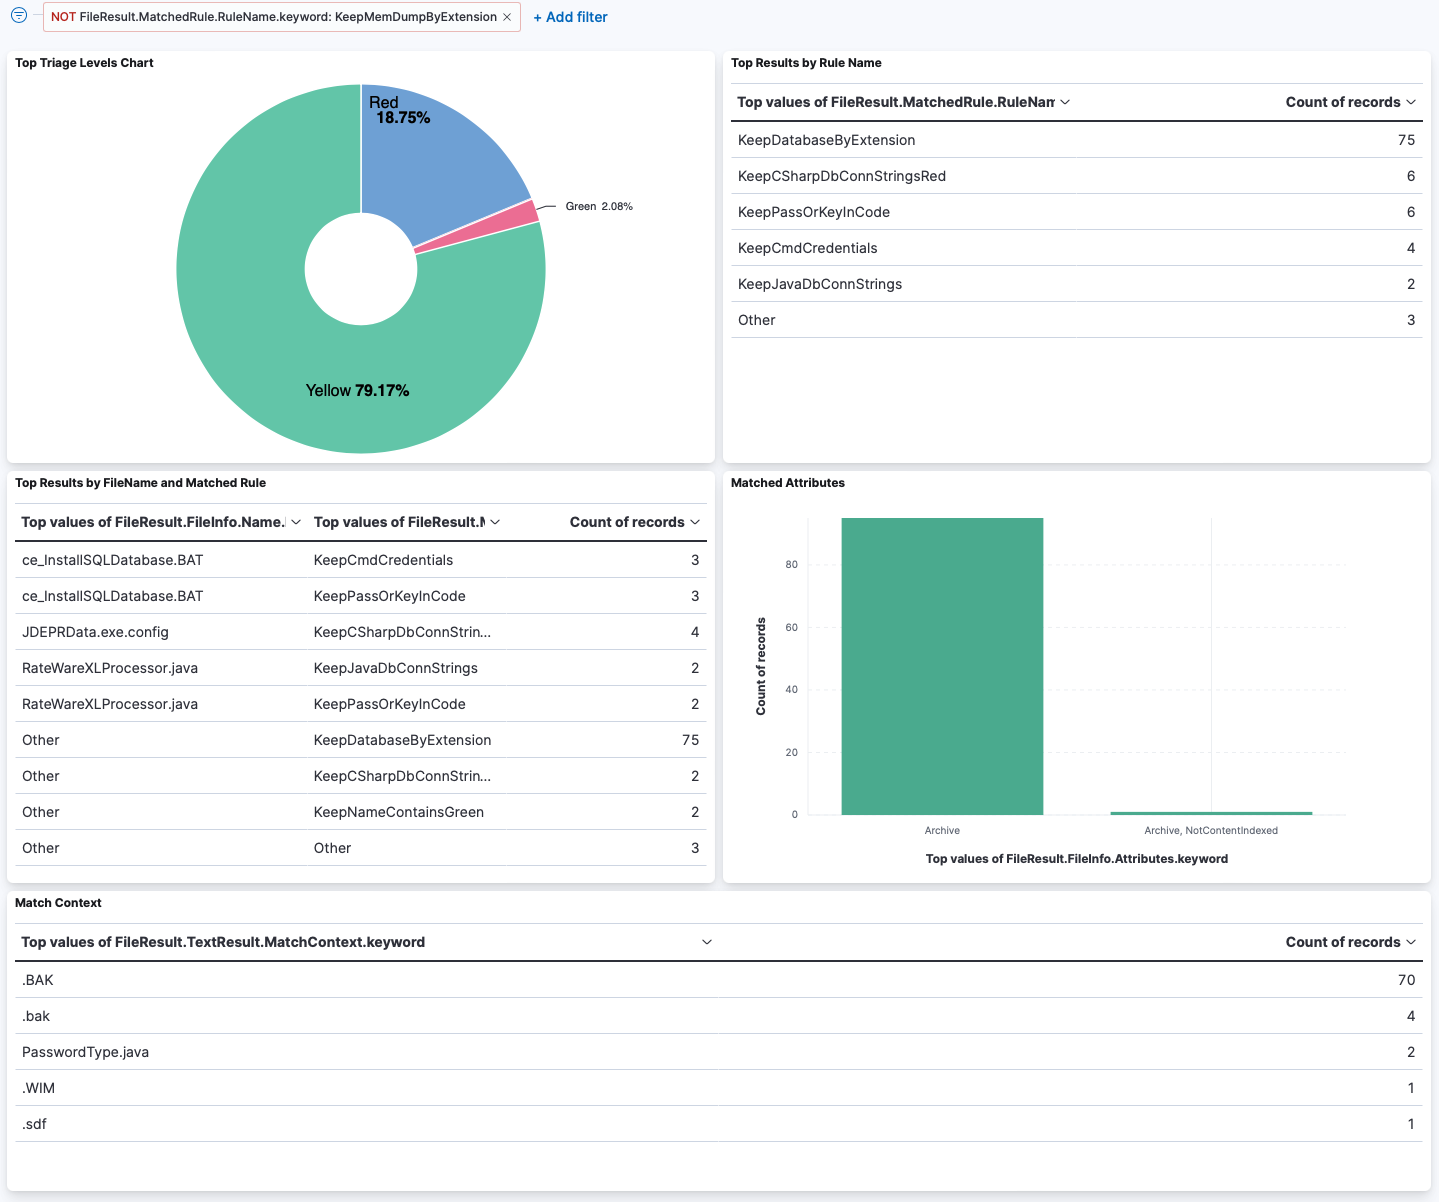 NOT FileResult.MatchedRule.RuleName.keyword: KeepMemDumpByExtension × + Add filter
Top Triage Levels Chart
Red
18.75%
Green 2.08%
Yellow 79.17%
Top Results by Rule Name
Top values of FileResult.MatchedRule.RuleNam Count of records
KeepDatabaseByExtension 75
KeepCSharpDbConnStringsRed 6
KeepPassOrKeyInCode 6
KeepCmdCredentials 4
KeepJavaDbConnStrings 2
Other 3
Top Results by FileName and Matched Rule
Top values of FileResult.FileInfo.Name. Top values of FileResult.M Count of records
ce_InstallSQLDatabase.BAT KeepCmdCredentials 3
ce_InstallSQLDatabase.BAT KeepPassOrKeyInCode 3
JDEPRData.exe.config KeepCSharpDbConnStrin... 4
RateWareXLProcessor.java KeepJavaDbConnStrings 2
RateWareXLProcessor.java KeepPassOrKeyInCode 2
Other KeepDatabaseByExtension 75
Other KeepCSharpDbConnStrin... 2
Other KeepNameContainsGreen 2
Other Other 3
Matched Attributes
Count of records
80
60
40
20
0
Archive Archive, NotContentIndexed
Top values of FileResult.FileInfo.Attributes.keyword
Match Context
Top values of FileResult.TextResult.MatchContext.keyword Count of records
.BAK 70
.bak 4
PasswordType.java 2
.WIM 1
.sdf 1